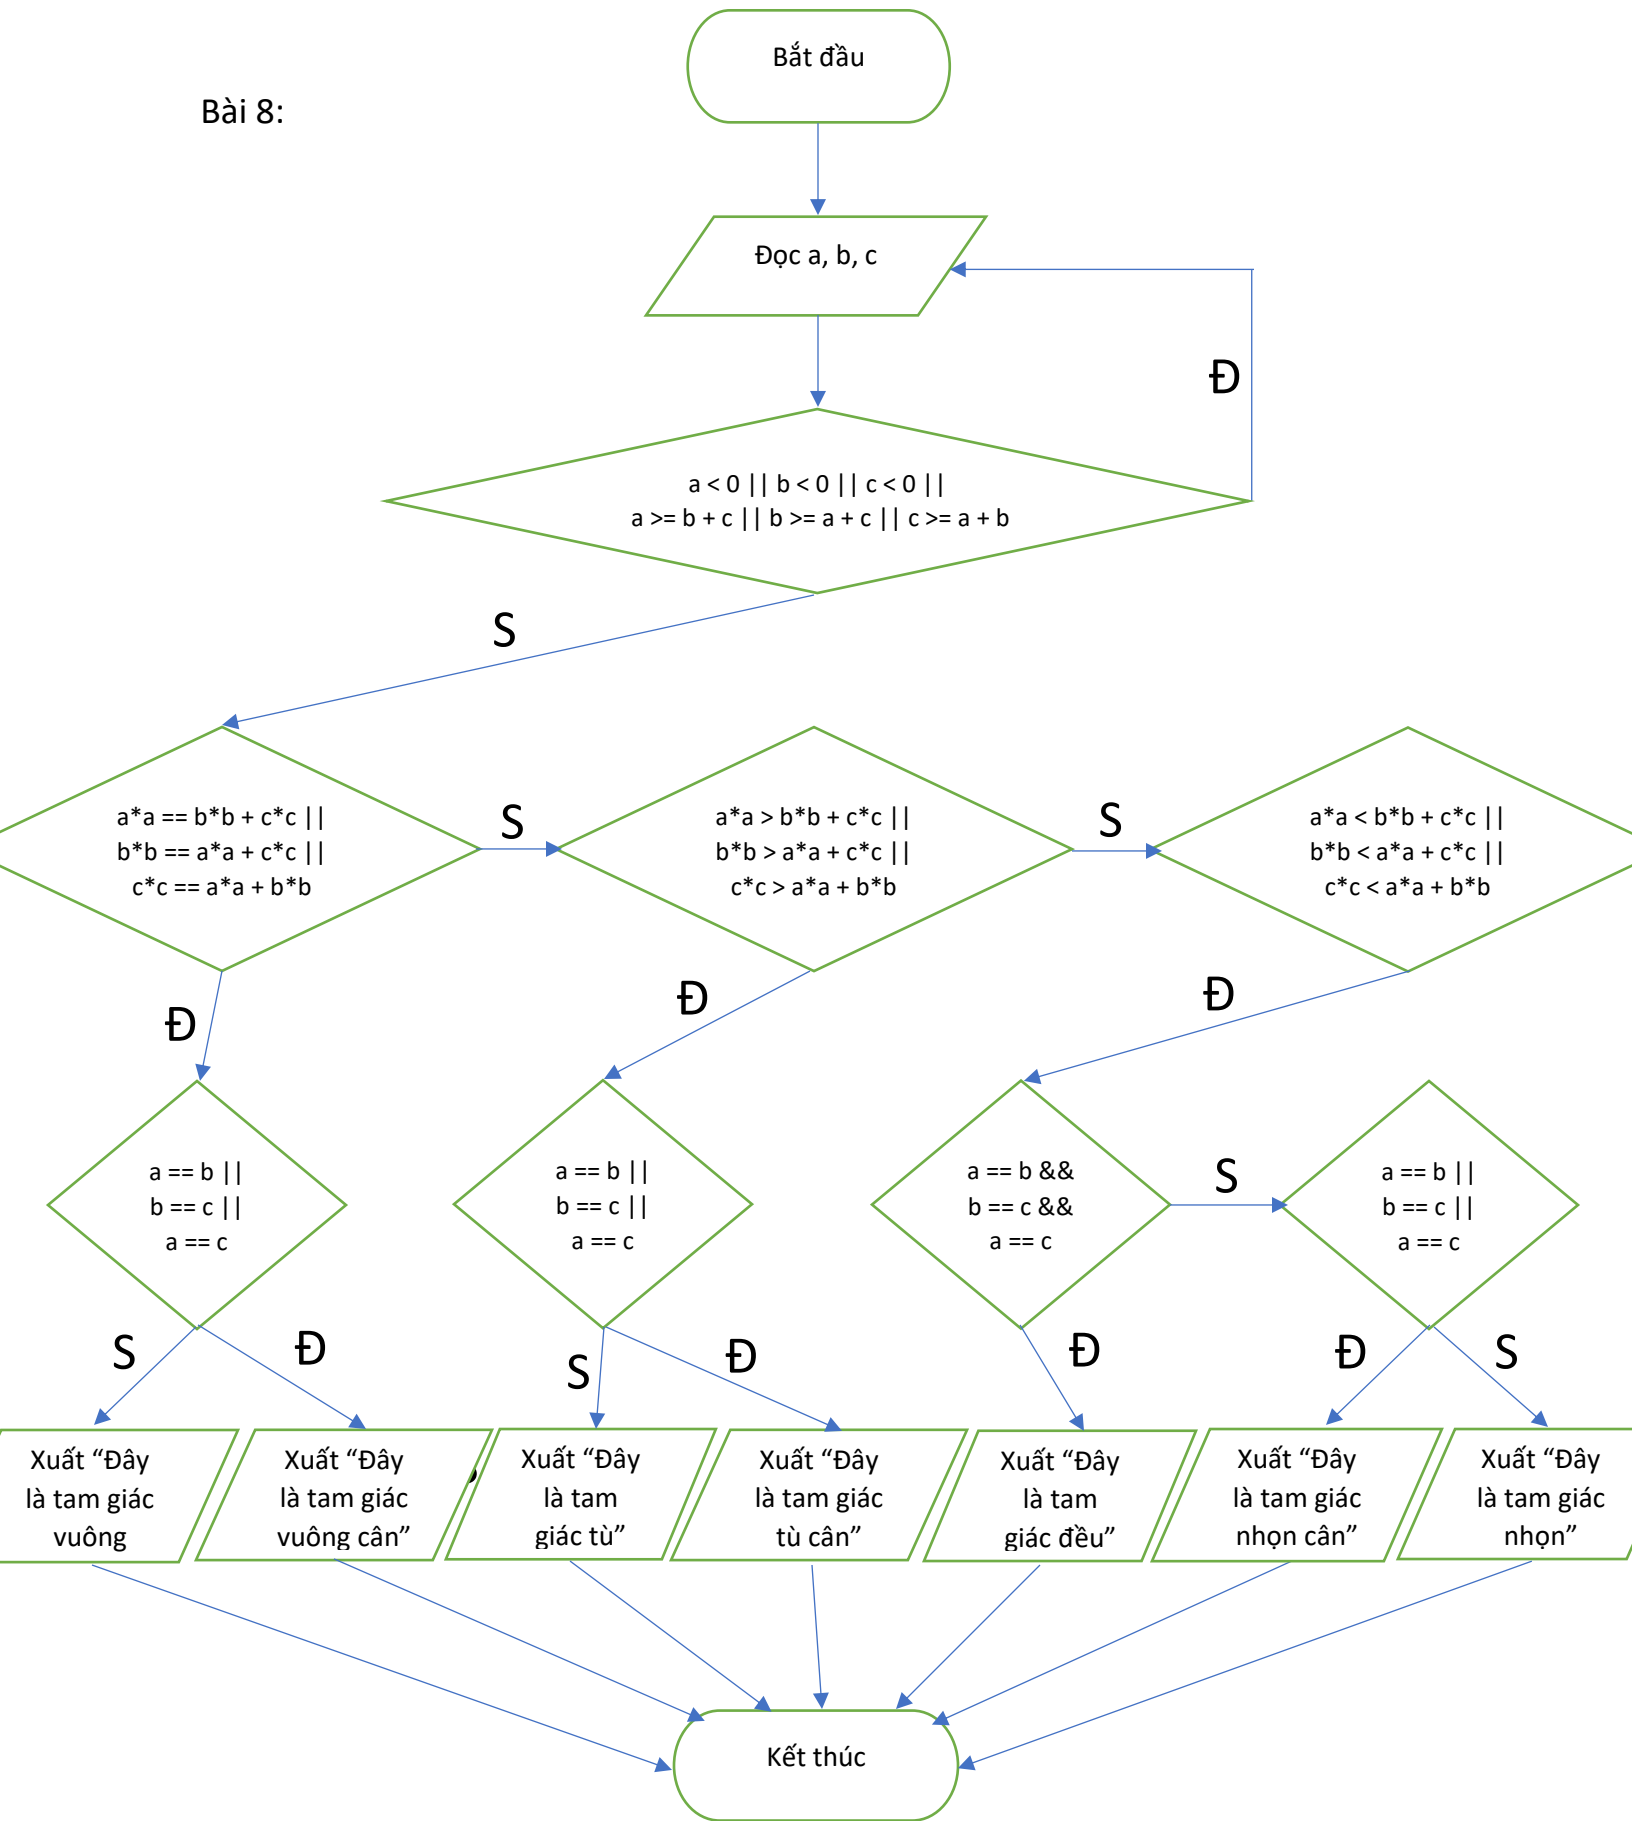 Bắt đầu
Bài 8:
Đọc a, b, c
Đ
a < 0 || b < 0 || c < 0 ||
a >= b + c || b >= a + c || c >= a + b
S
a*a == b*b + c*c ||
b*b == a*a + c*c ||
c*c == a*a + b*b
S
a*a > b*b + c*c ||
b*b > a*a + c*c ||
c*c > a*a + b*b
S
a*a < b*b + c*c ||
b*b < a*a + c*c ||
c*c < a*a + b*b
Đ
Đ
Đ
a == b ||
b == c ||
a == c
a == b ||
b == c ||
a == c
a == b &&
b == c &&
a == c
S
a == b ||
b == c ||
a == c
S
Đ
S
Đ
Đ
Đ
S
Xuất “Đây
là tam giác
vuông
Xuất “Đây
là tam giác
vuông cân”
Xuất “Đây
là tam
giác tù”
Xuất “Đây
là tam giác
tù cân”
Xuất “Đây
là tam
giác đều”
Xuất “Đây
là tam giác
nhọn cân”
Xuất “Đây
là tam giác
nhọn”
Kết thúc